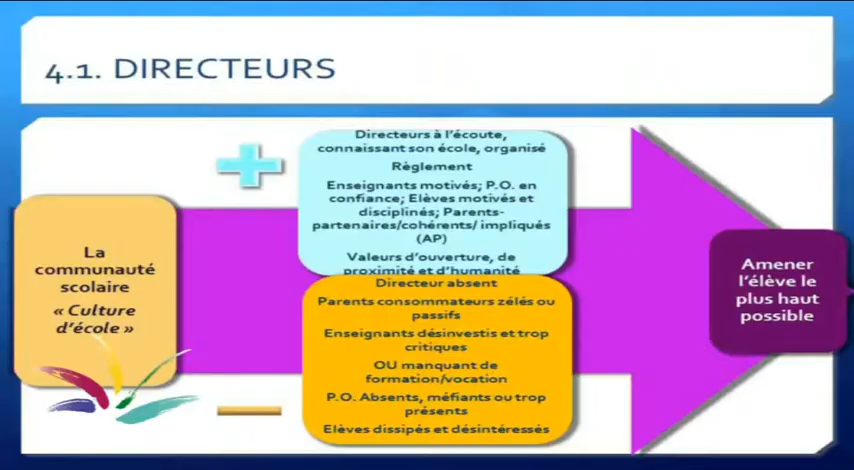 4.1. DIRECTEURS
Directeurs à l'écoute,
connaissant son école, organisé
Règlement
Enseignants motivés; P.O. en
confiance; Elèves motivés et
disciplinés; Parents-
partenaires/cohérents/ impliqués
(AP)
Valeurs d'ouverture, de
proximité et d'humanité
La
communauté
scolaire
« Culture
d'école »
Directeur absent
Parents consommateurs zélés ou
passifs
Enseignants désinvestis et trop
critiques
OU manquant de
formation/vocation
P.O. Absents, méfiants ou trop
présents
Elèves dissipés et désintéressés
Amener
l'élève le
plus haut
possible